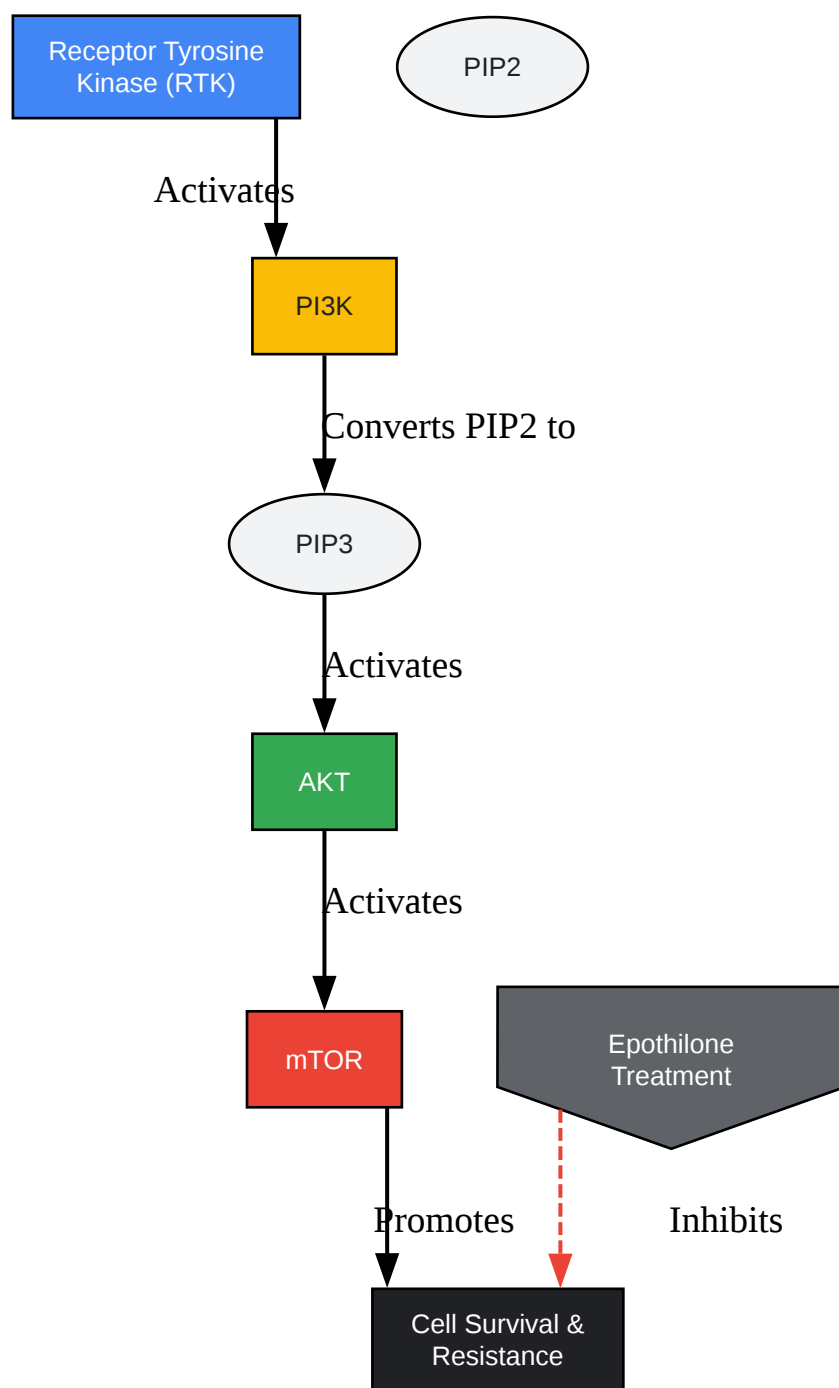 Receptor Tyrosine
Kinase (RTK)
PIP2
Activates
PI3K
Converts PIP2 to
PIP3
Activates
AKT
Activates
mTOR
Epothilone
Treatment
Promotes
Inhibits
Cell Survival &
Resistance